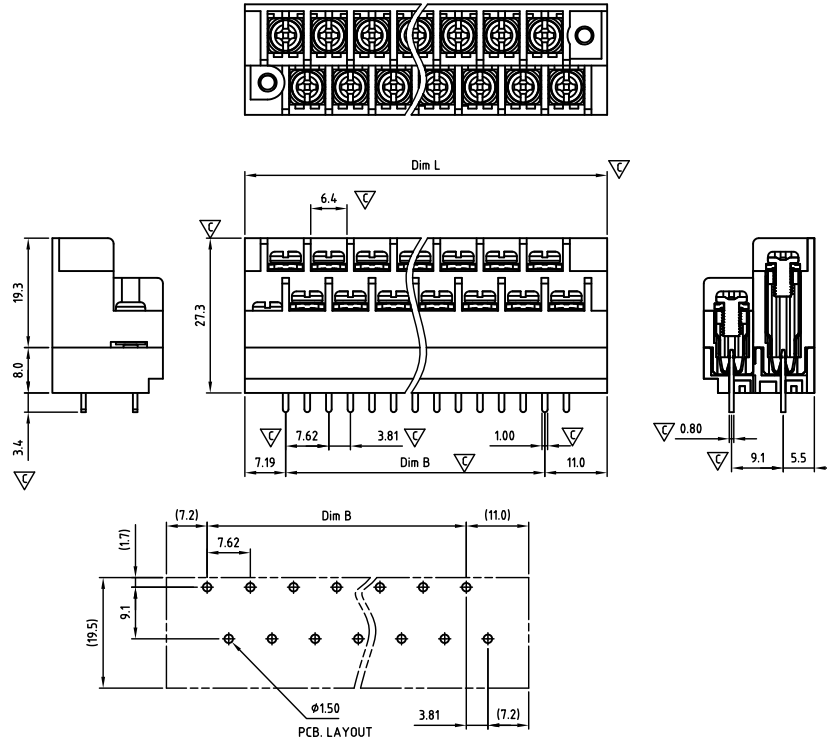 Dim L
C
6.4
C
C
19.3
8.0
3.4
C
27.3
C
7.62
3.81
C
1.00
C
7.19
Dim B
C
11.0
C
0.80
C
9.1
5.5
(7.2)
Dim B
(11.0)
(1.7)
7.62
9.1
(19.5)
ø1.50
PCB. LAYOUT
3.81
(7.2)